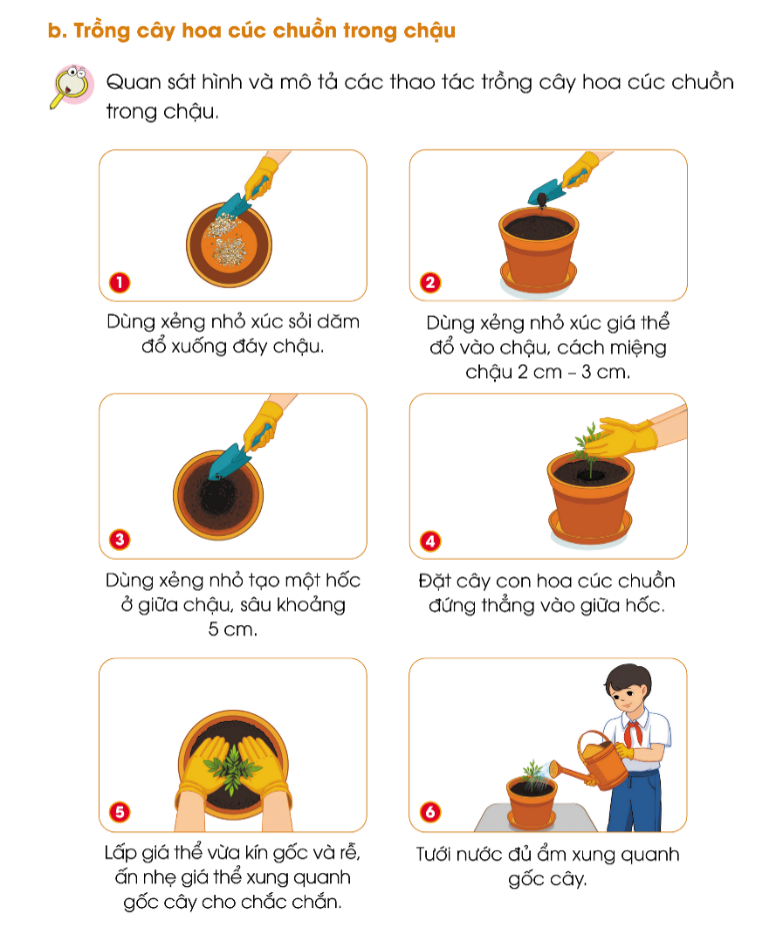 b. Trồng cây hoa cúc chuồn trong chậu
Quan sát hình và mô tả các thao tác trồng cây hoa cúc chuồn
trong chậu.
1
Dùng xẻng nhỏ xúc sỏi dăm
đổ xuống đáy chậu.
2
Dùng xẻng nhỏ xúc giá thể
đổ vào chậu, cách miệng
chậu 2 cm – 3 cm.
3
Dùng xẻng nhỏ tạo một hốc
ở giữa chậu, sâu khoảng
5 cm.
4
Đặt cây con hoa cúc chuồn
đứng thẳng vào giữa hốc.
5
Lấp giá thể vừa kín gốc và rễ,
ấn nhẹ giá thể xung quanh
gốc cây cho chắc chắn.
6
Tưới nước đủ ẩm xung quanh
gốc cây.